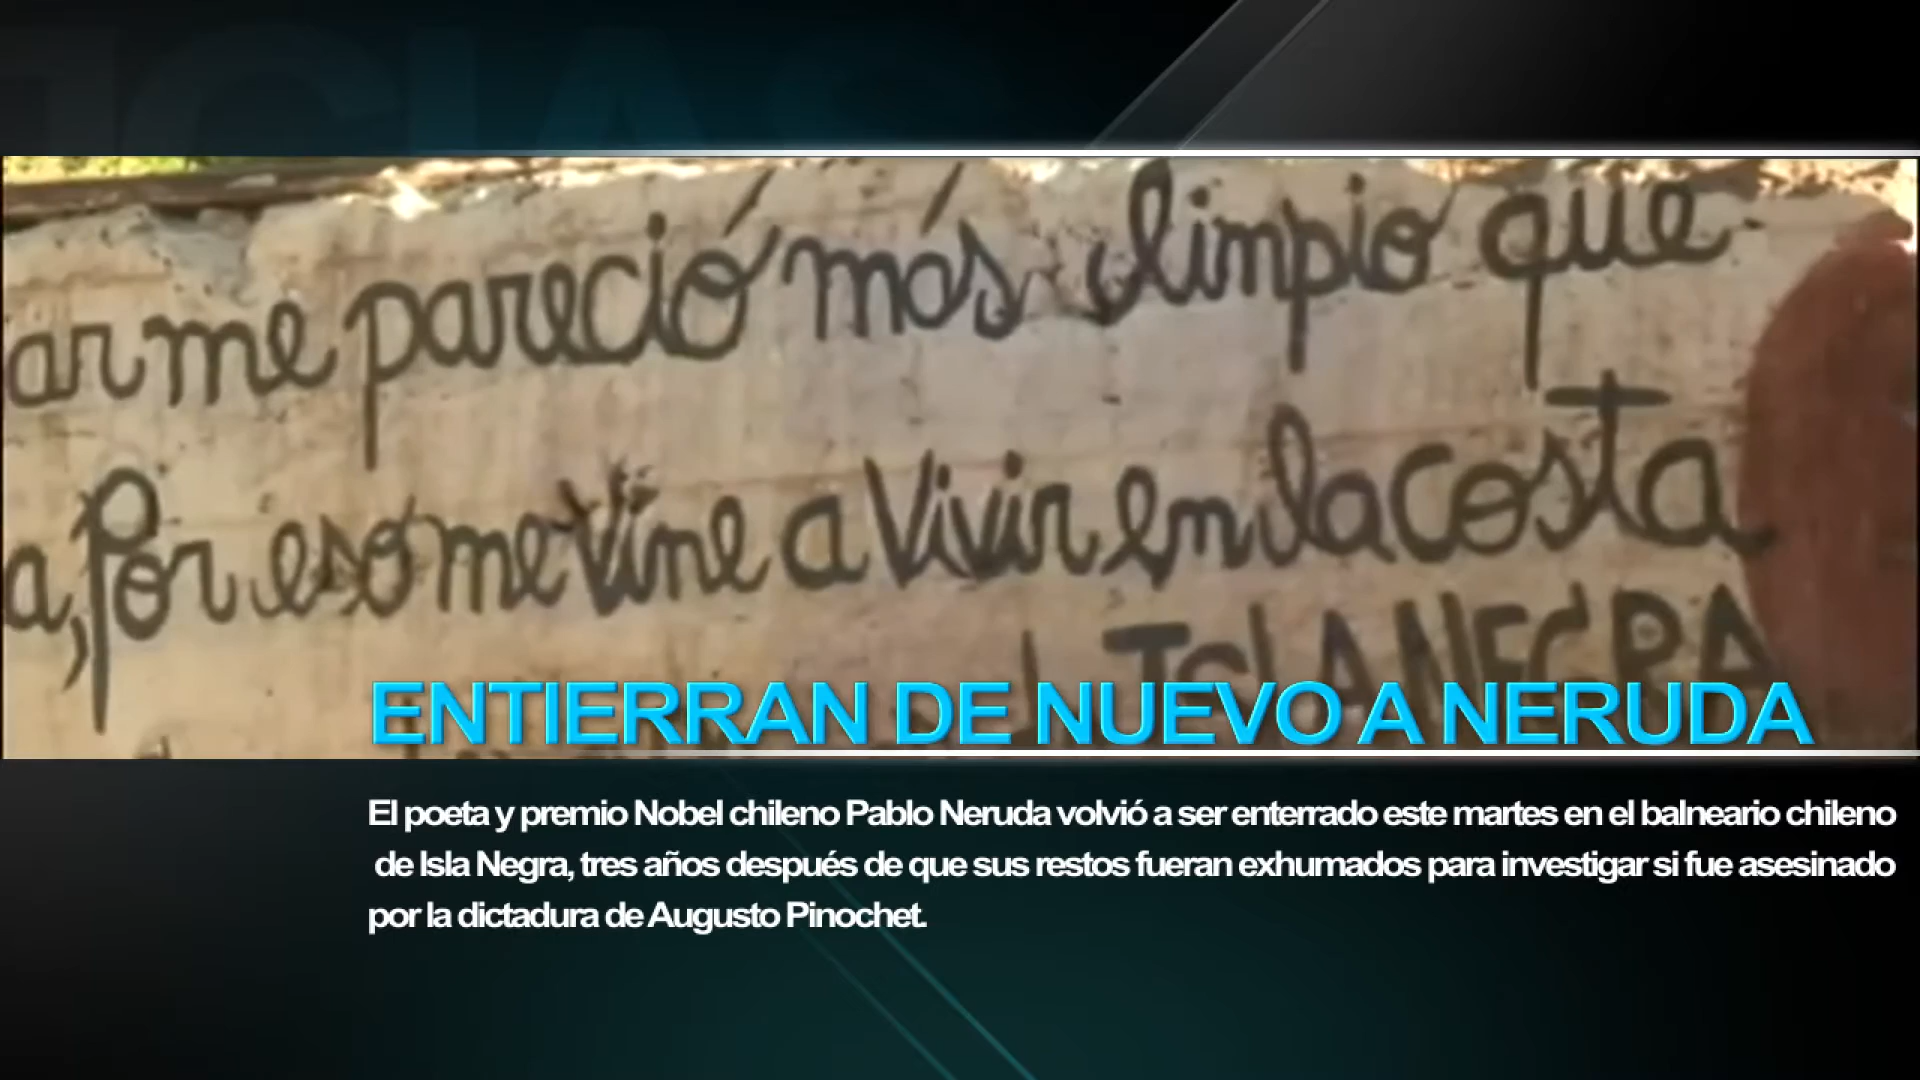 ar me pareció más limpio que
a, Por eso me vine a Vivir en la costa
ISLA NEGRA
ENTIERRAN DE NUEVO A NERUDA
El poeta y premio Nobel chileno Pablo Neruda volvió a ser enterrado este martes en el balneario chileno
de Isla Negra, tres años después de que sus restos fueran exhumados para investigar si fue asesinado
por la dictadura de Augusto Pinochet.